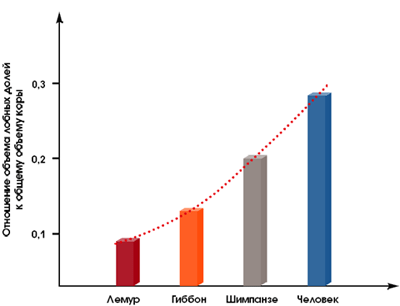 Отношение объема лобных долей
к общему объему коры
0,3
0,2
0,1
Лемур Гиббон Шимпанзе Человек